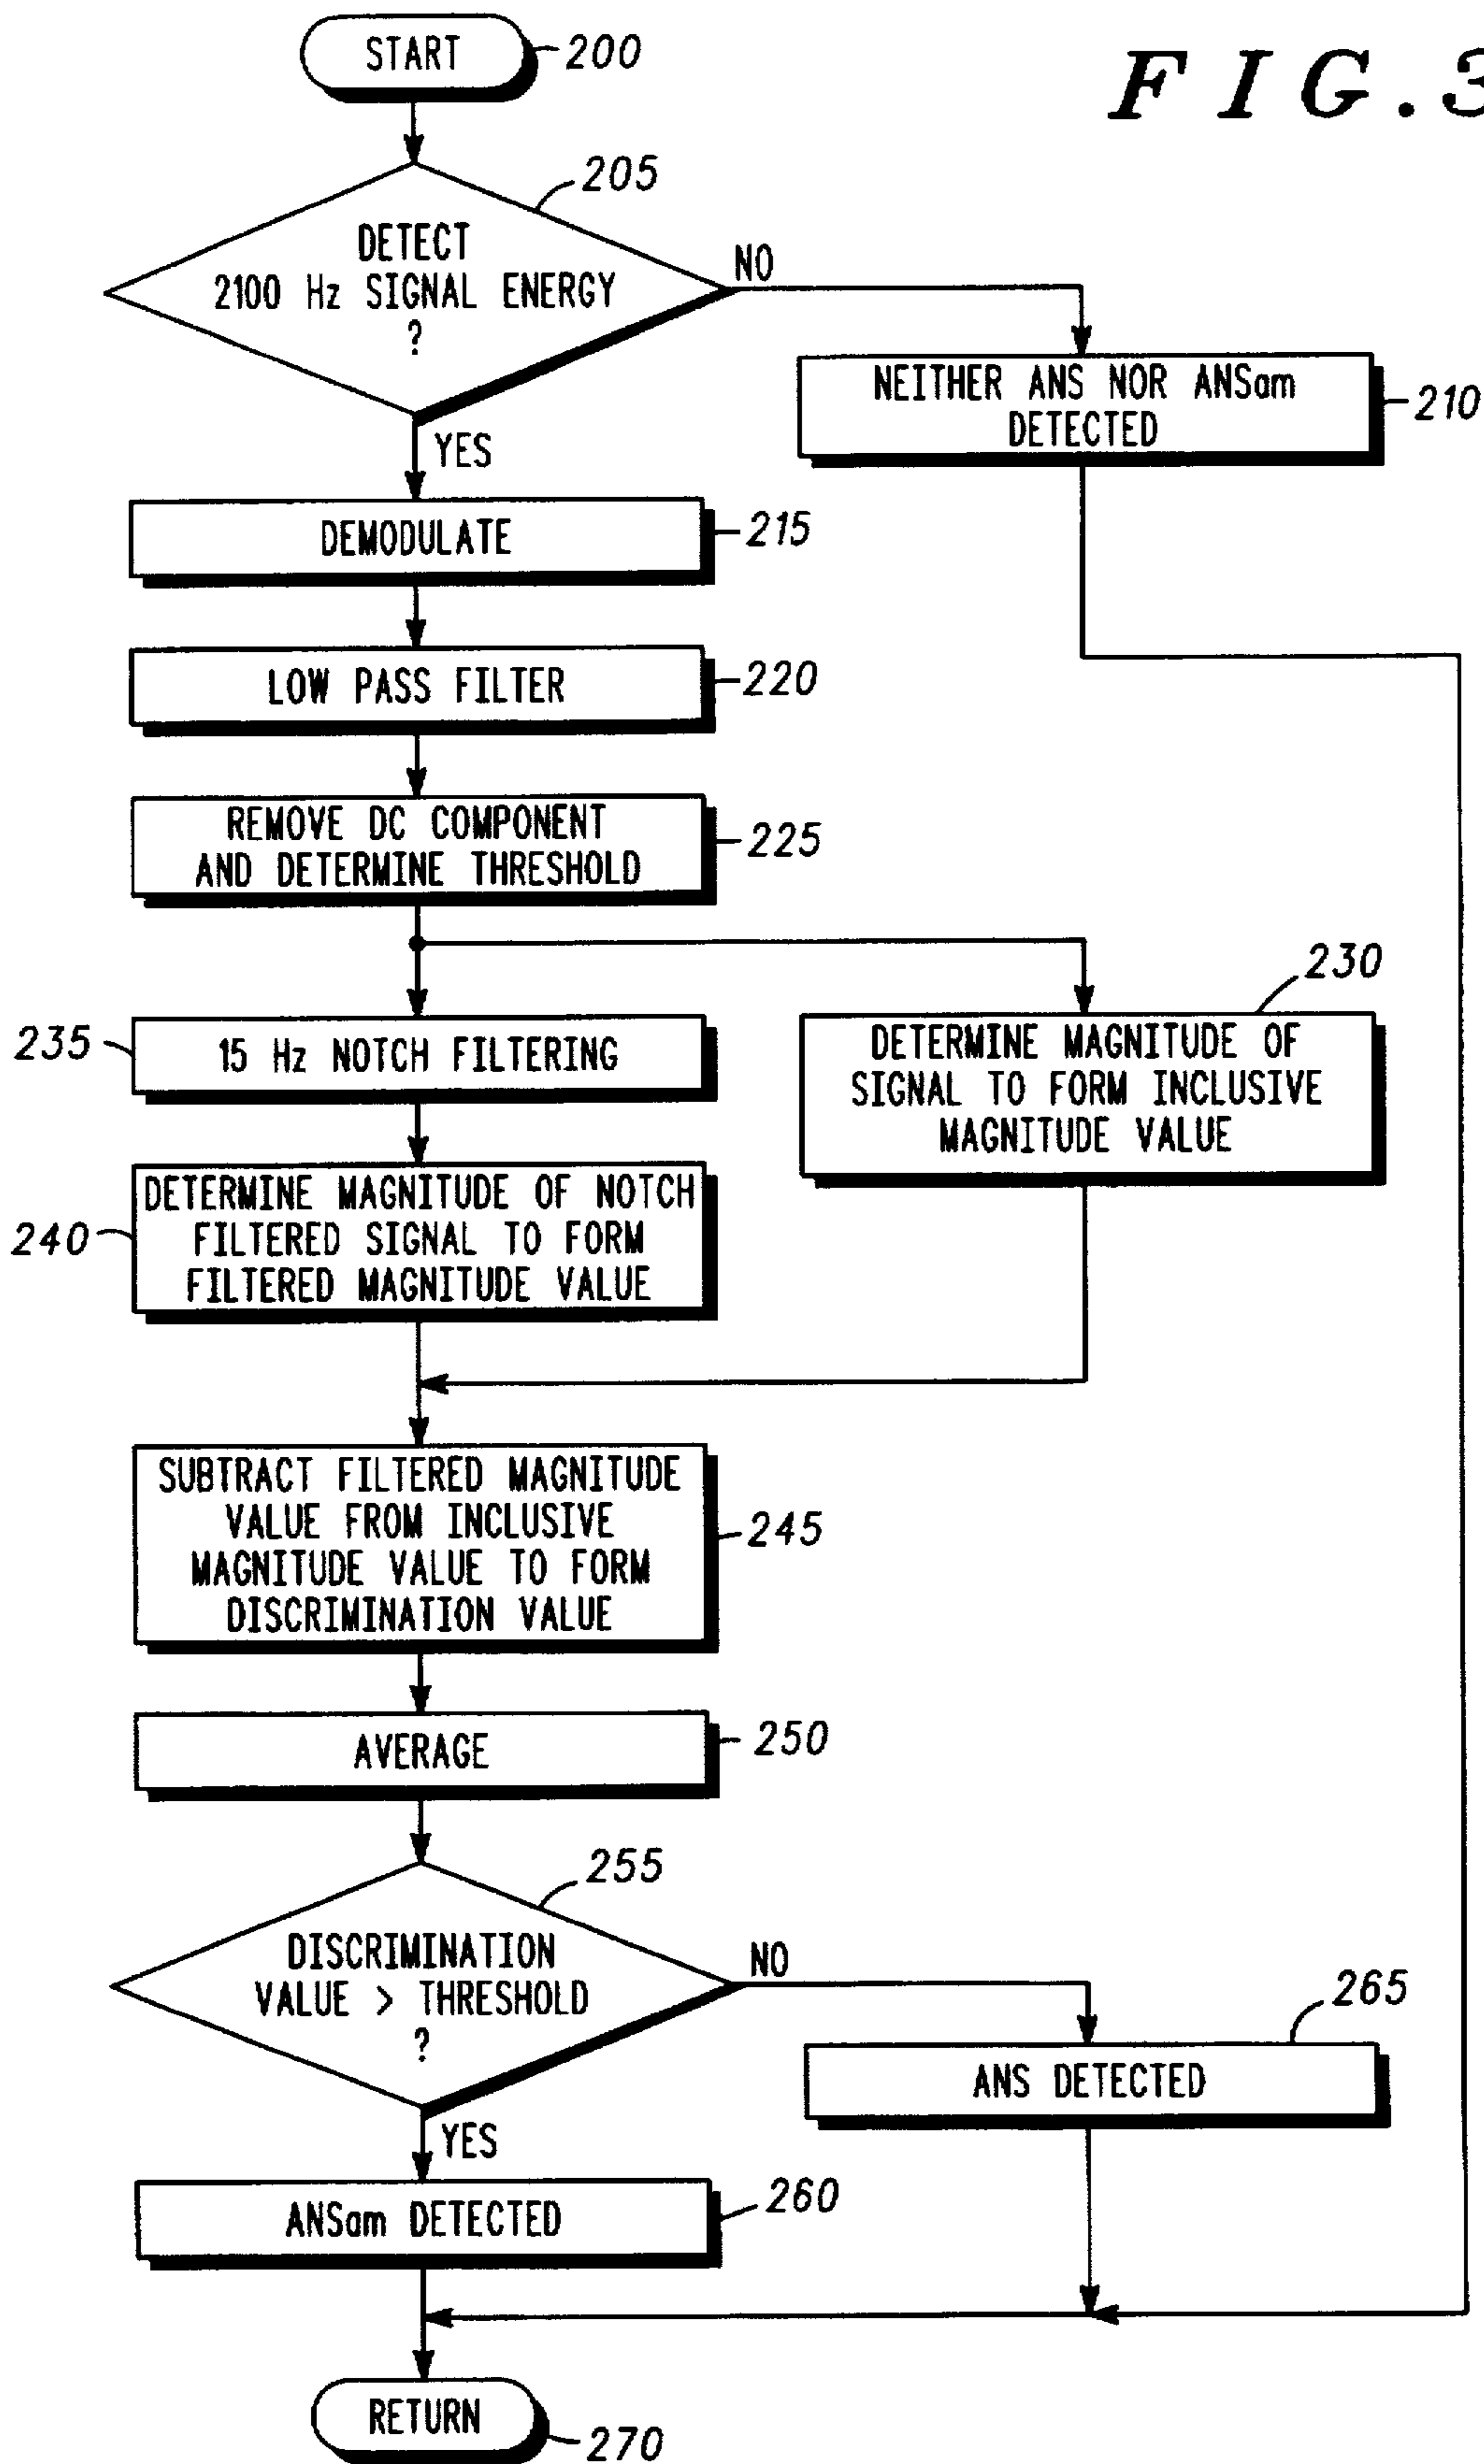 START
200
FIG.3
205
DETECT
2100 Hz SIGNAL ENERGY
?
NO
YES
NEITHER ANS NOR ANSam
DETECTED
210
DEMODULATE
215
LOW PASS FILTER
220
REMOVE DC COMPONENT
AND DETERMINE THRESHOLD
225
230
235
15 Hz NOTCH FILTERING
DETERMINE MAGNITUDE OF
SIGNAL TO FORM INCLUSIVE
MAGNITUDE VALUE
240
DETERMINE MAGNITUDE OF NOTCH
FILTERED SIGNAL TO FORM
FILTERED MAGNITUDE VALUE
SUBTRACT FILTERED MAGNITUDE
VALUE FROM INCLUSIVE
MAGNITUDE VALUE TO FORM
DISCRIMINATION VALUE
245
AVERAGE
250
255
DISCRIMINATION
VALUE > THRESHOLD
?
NO
YES
265
ANS DETECTED
ANSam DETECTED
260
RETURN
270